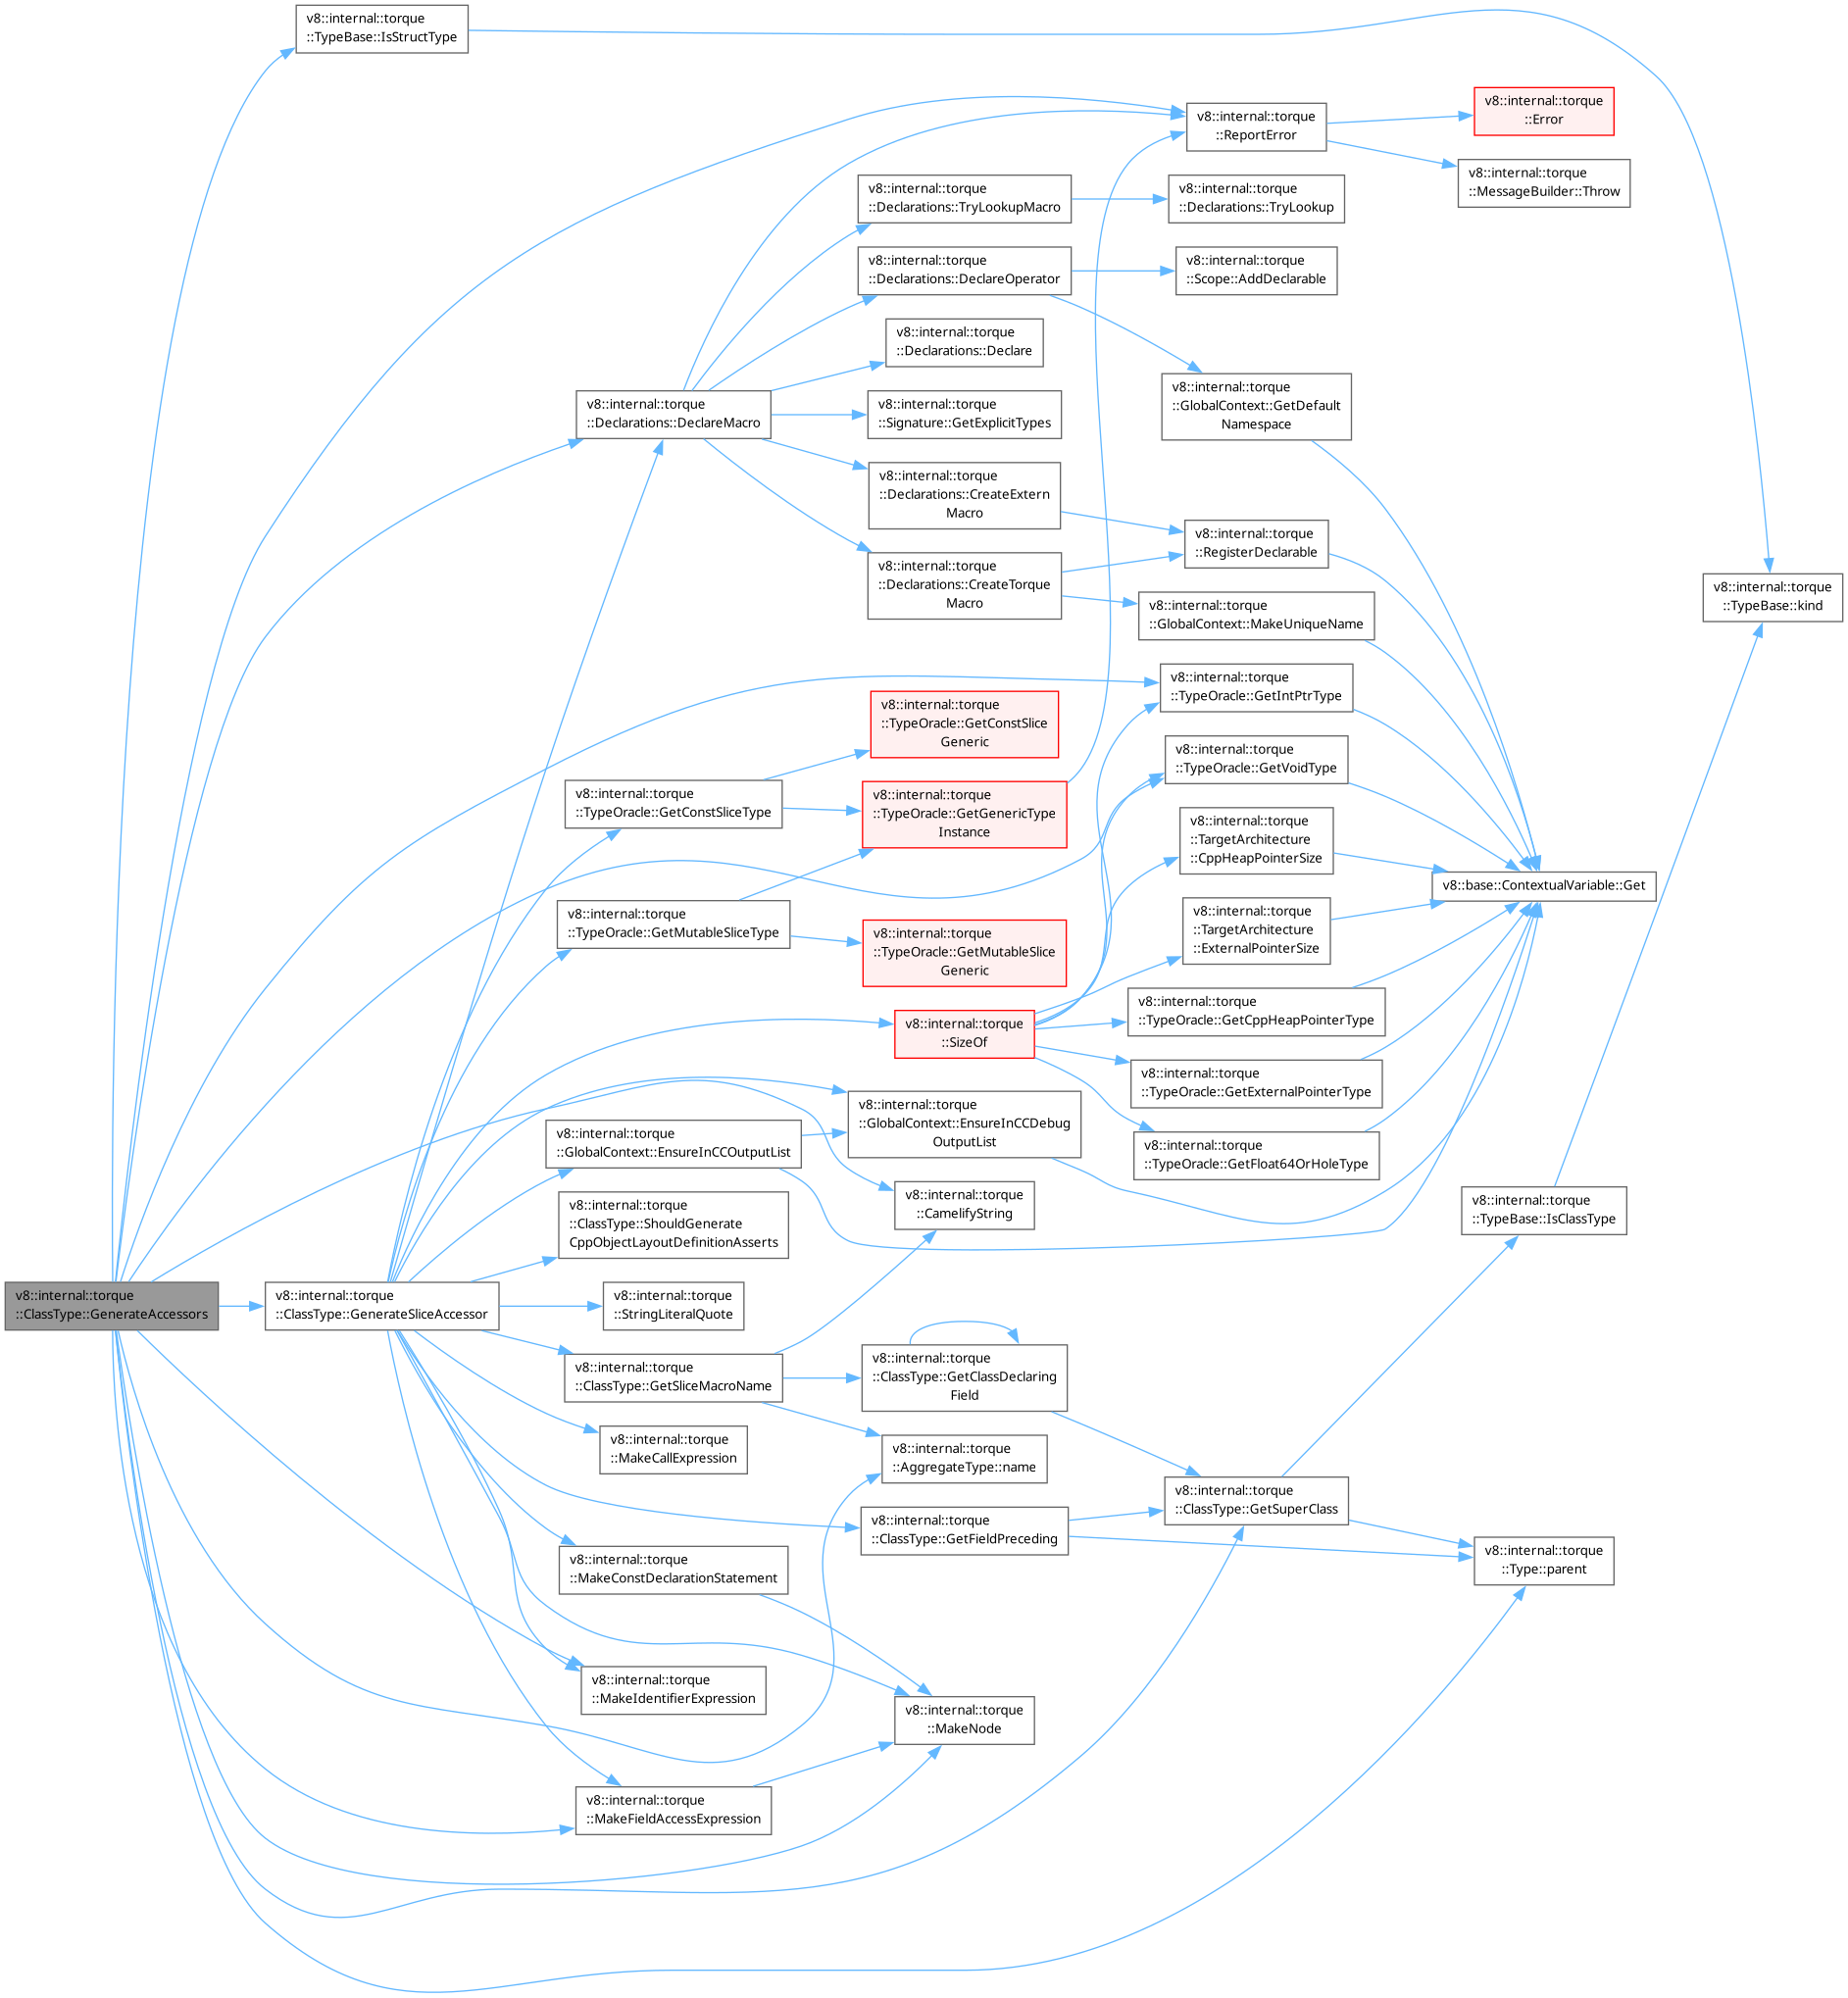 v8::internal::torque
::TypeBase::IsStructType
v8::internal::torque
::Error
v8::internal::torque
::ReportError
v8::internal::torque
::MessageBuilder::Throw
v8::internal::torque
::Declarations::TryLookupMacro
v8::internal::torque
::Declarations::TryLookup
v8::internal::torque
::Declarations::DeclareOperator
v8::internal::torque
::Scope::AddDeclarable
v8::internal::torque
::Declarations::Declare
v8::internal::torque
::GlobalContext::GetDefault
Namespace
v8::internal::torque
::Declarations::DeclareMacro
v8::internal::torque
::Signature::GetExplicitTypes
v8::internal::torque
::Declarations::CreateExtern
Macro
v8::internal::torque
::RegisterDeclarable
v8::internal::torque
::Declarations::CreateTorque
Macro
v8::internal::torque
::TypeBase::kind
v8::internal::torque
::GlobalContext::MakeUniqueName
v8::internal::torque
::TypeOracle::GetIntPtrType
v8::internal::torque
::TypeOracle::GetConstSlice
Generic
v8::internal::torque
::TypeOracle::GetVoidType
v8::internal::torque
::TypeOracle::GetConstSliceType
v8::internal::torque
::TypeOracle::GetGenericType
Instance
v8::internal::torque
::TargetArchitecture
::CppHeapPointerSize
v8::base::ContextualVariable::Get
v8::internal::torque
::TypeOracle::GetMutableSliceType
v8::internal::torque
::TypeOracle::GetMutableSlice
Generic
v8::internal::torque
::TargetArchitecture
::ExternalPointerSize
v8::internal::torque
::SizeOf
v8::internal::torque
::TypeOracle::GetCppHeapPointerType
v8::internal::torque
::TypeOracle::GetExternalPointerType
v8::internal::torque
::GlobalContext::EnsureInCCDebug
OutputList
v8::internal::torque
::GlobalContext::EnsureInCCOutputList
v8::internal::torque
::TypeOracle::GetFloat64OrHoleType
v8::internal::torque
::CamelifyString
v8::internal::torque
::TypeBase::IsClassType
v8::internal::torque
::ClassType::ShouldGenerate
CppObjectLayoutDefinitionAsserts
v8::internal::torque
::ClassType::GenerateAccessors
v8::internal::torque
::ClassType::GenerateSliceAccessor
v8::internal::torque
::StringLiteralQuote
v8::internal::torque
::ClassType::GetSliceMacroName
v8::internal::torque
::ClassType::GetClassDeclaring
Field
v8::internal::torque
::MakeCallExpression
v8::internal::torque
::AggregateType::name
v8::internal::torque
::ClassType::GetSuperClass
v8::internal::torque
::ClassType::GetFieldPreceding
v8::internal::torque
::Type::parent
v8::internal::torque
::MakeConstDeclarationStatement
v8::internal::torque
::MakeIdentifierExpression
v8::internal::torque
::MakeNode
v8::internal::torque
::MakeFieldAccessExpression